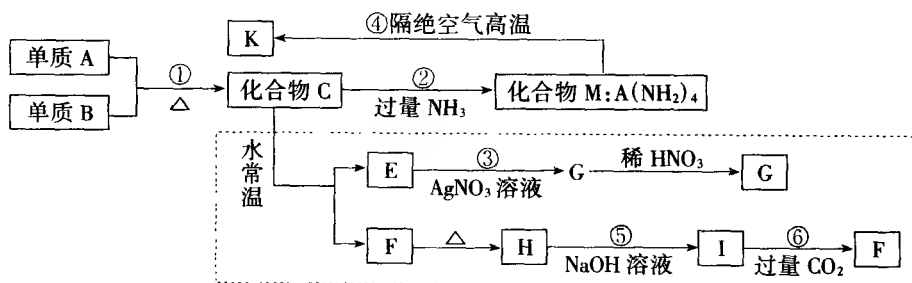 K
④隔绝空气高温
单质 A
单质 B
①
△
化合物 C
②
过量 NH₃
化合物 M:A(NH₂)₄
水常温
E
③
AgNO₃ 溶液
G
稀 HNO₃
G
F
△
H
⑤
NaOH 溶液
I
⑥
过量 CO₂
F